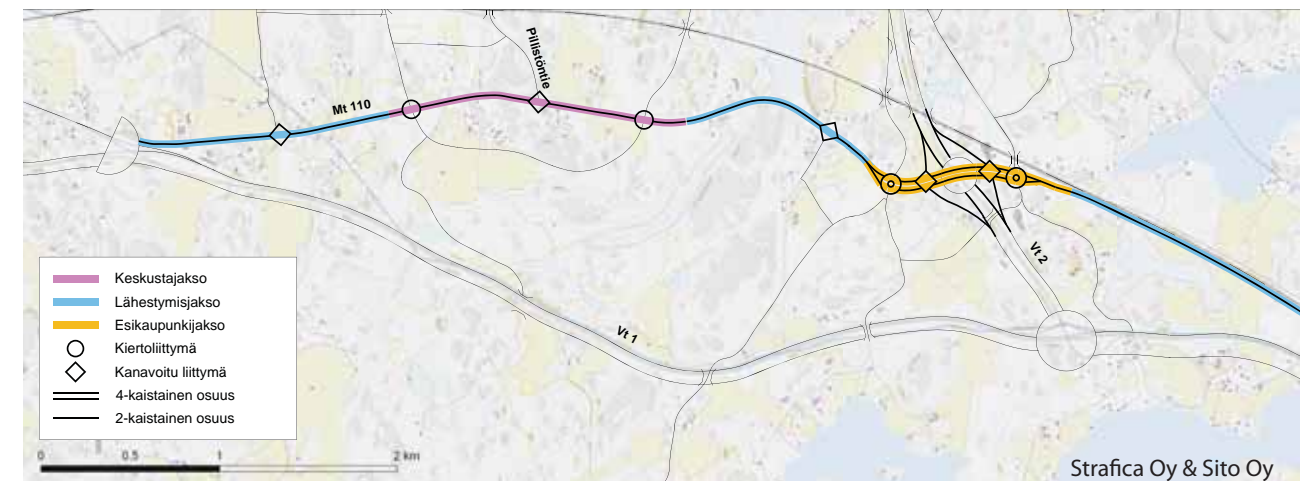 Pillistöntie
Mt 110
Vt 2
Vt 1
Keskustajakso
Lähestymisjakso
Esikaupunkijakso
Kiertoliittymä
Kanavoitu liittymä
4-kaistainen osuus
2-kaistainen osuus
0 0.5 1 2 km
Strafica Oy & Sito Oy